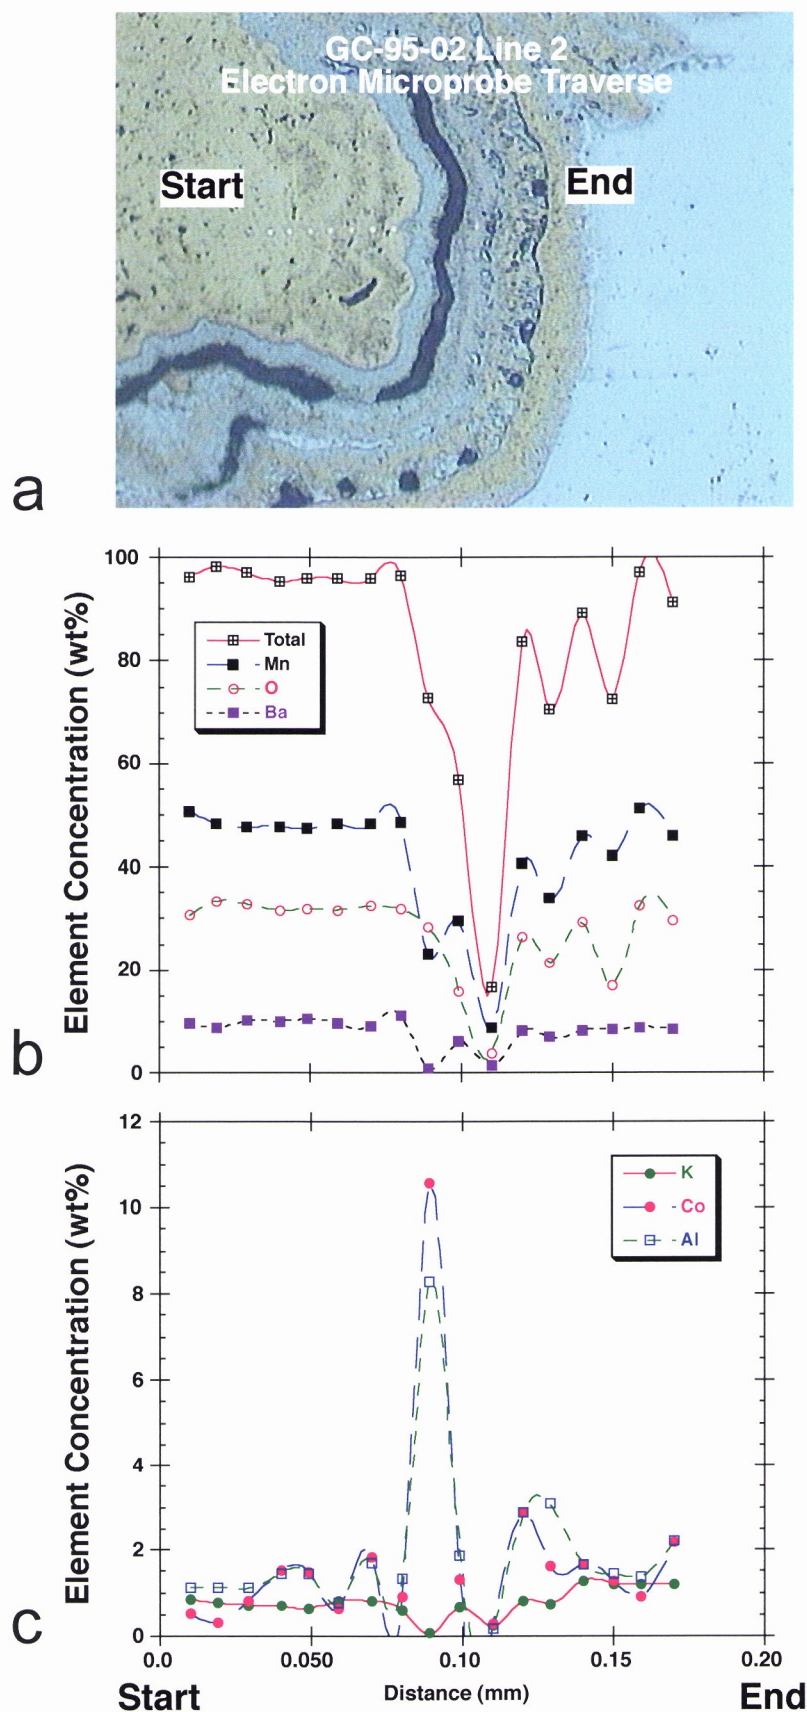 GC-95-02 Line 2
Electron Microprobe Traverse
Start
End
a
Element Concentration (wt%)
100
80
60
40
20
0
Total
Mn
O
Ba
b
Element Concentration (wt%)
12
10
8
6
4
2
0
K
Co
Al
c
0.0
0.050
0.10
0.15
0.20
Start
Distance (mm)
End